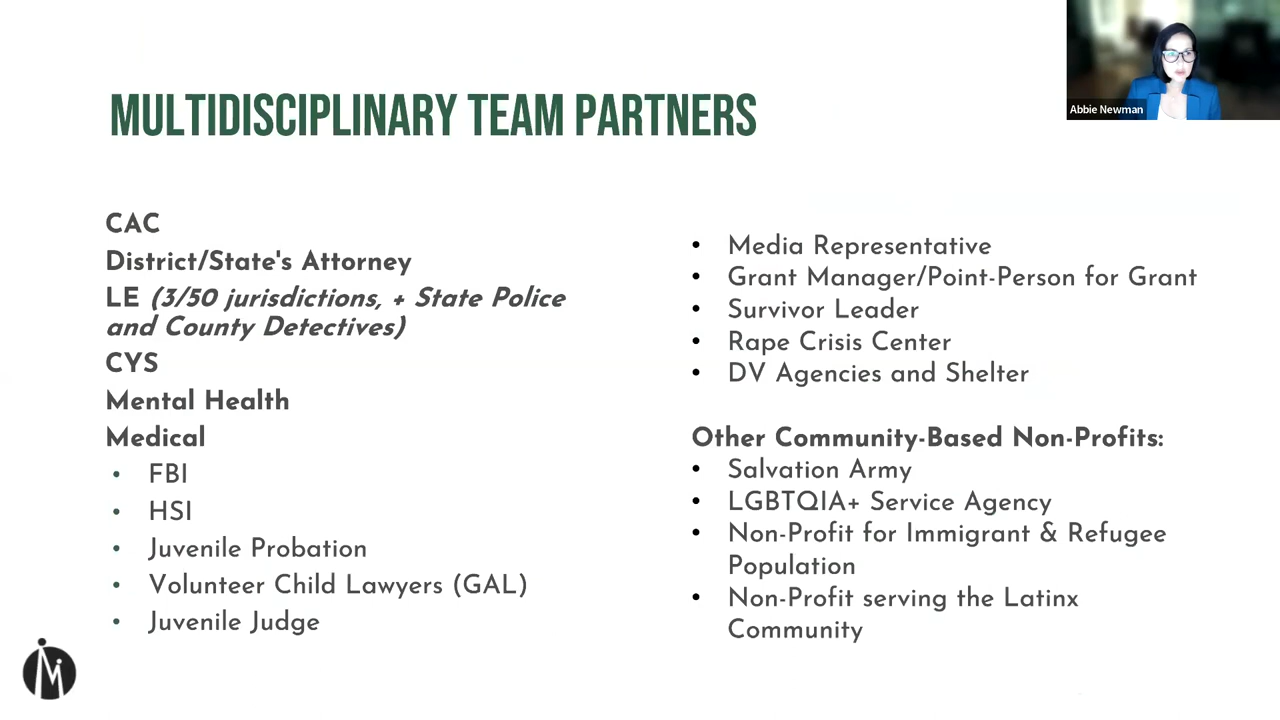 MULTIDISCIPLINARY TEAM PARTNERS
Abbie Newman
CAC
District/State's Attorney
LE (3/50 jurisdictions, + State Police
and County Detectives)
CYS
Mental Health
Medical
• FBI
• HSI
• Juvenile Probation
• Volunteer Child Lawyers (GAL)
• Juvenile Judge
• Media Representative
• Grant Manager/Point-Person for Grant
• Survivor Leader
• Rape Crisis Center
• DV Agencies and Shelter
Other Community-Based Non-Profits:
• Salvation Army
• LGBTQIA+ Service Agency
• Non-Profit for Immigrant & Refugee
Population
• Non-Profit serving the Latinx
Community